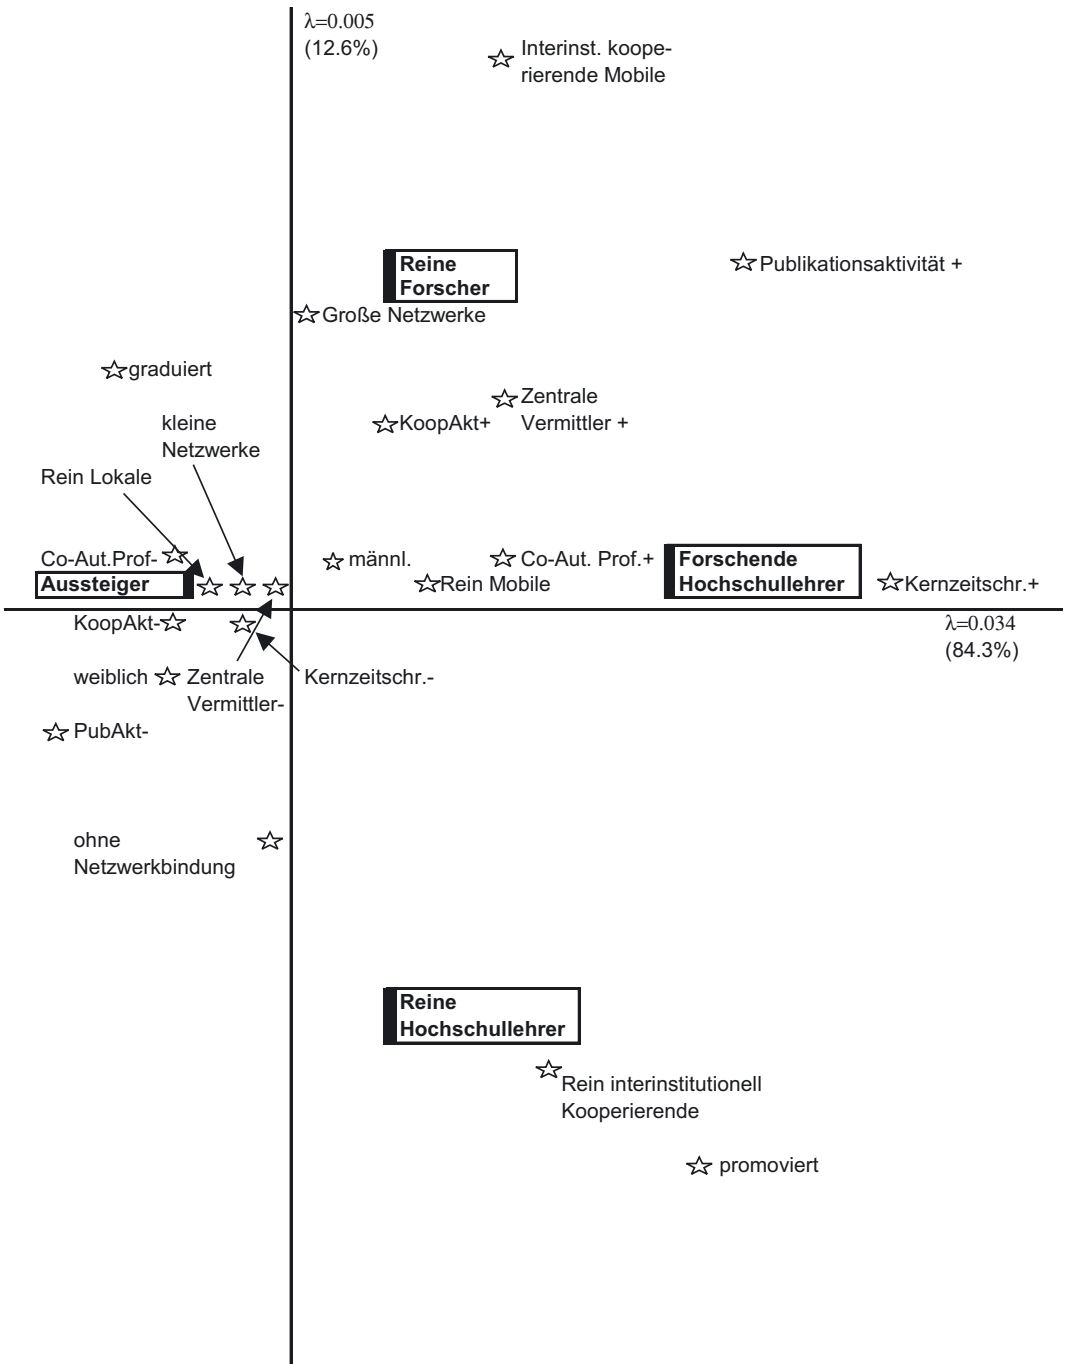 λ=0.005
(12.6%)
Interinst. koope-
rierende Mobile
Reine
Forscher
Publikationsaktivität +
Große Netzwerke
graduiert
Zentrale
Vermittler +
KoopAkt+
kleine
Netzwerke
Rein Lokale
Co-Aut.Prof-
männl.
Co-Aut. Prof.+
Forschende
Hochschullehrer
Aussteiger
Rein Mobile
Kernzeitschr.+
KoopAkt-
λ=0.034
(84.3%)
weiblich
Zentrale
Vermittler-
Kernzeitschr.-
PubAkt-
ohne
Netzwerkbindung
Reine
Hochschullehrer
Rein interinstitutionell
Kooperierende
promoviert